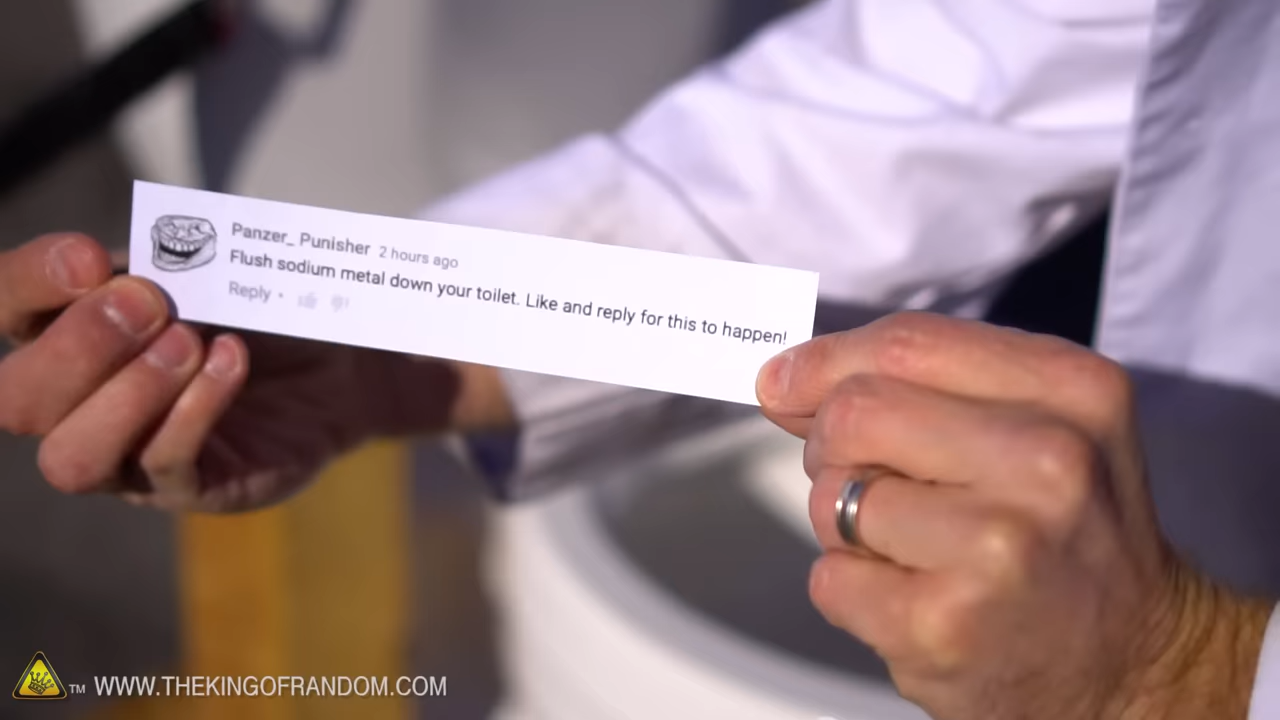 Panzer_ Punisher 2 hours ago
Flush sodium metal down your toilet. Like and reply for this to happen!
Reply •
TM WWW.THEKINGOFRANDOM.COM